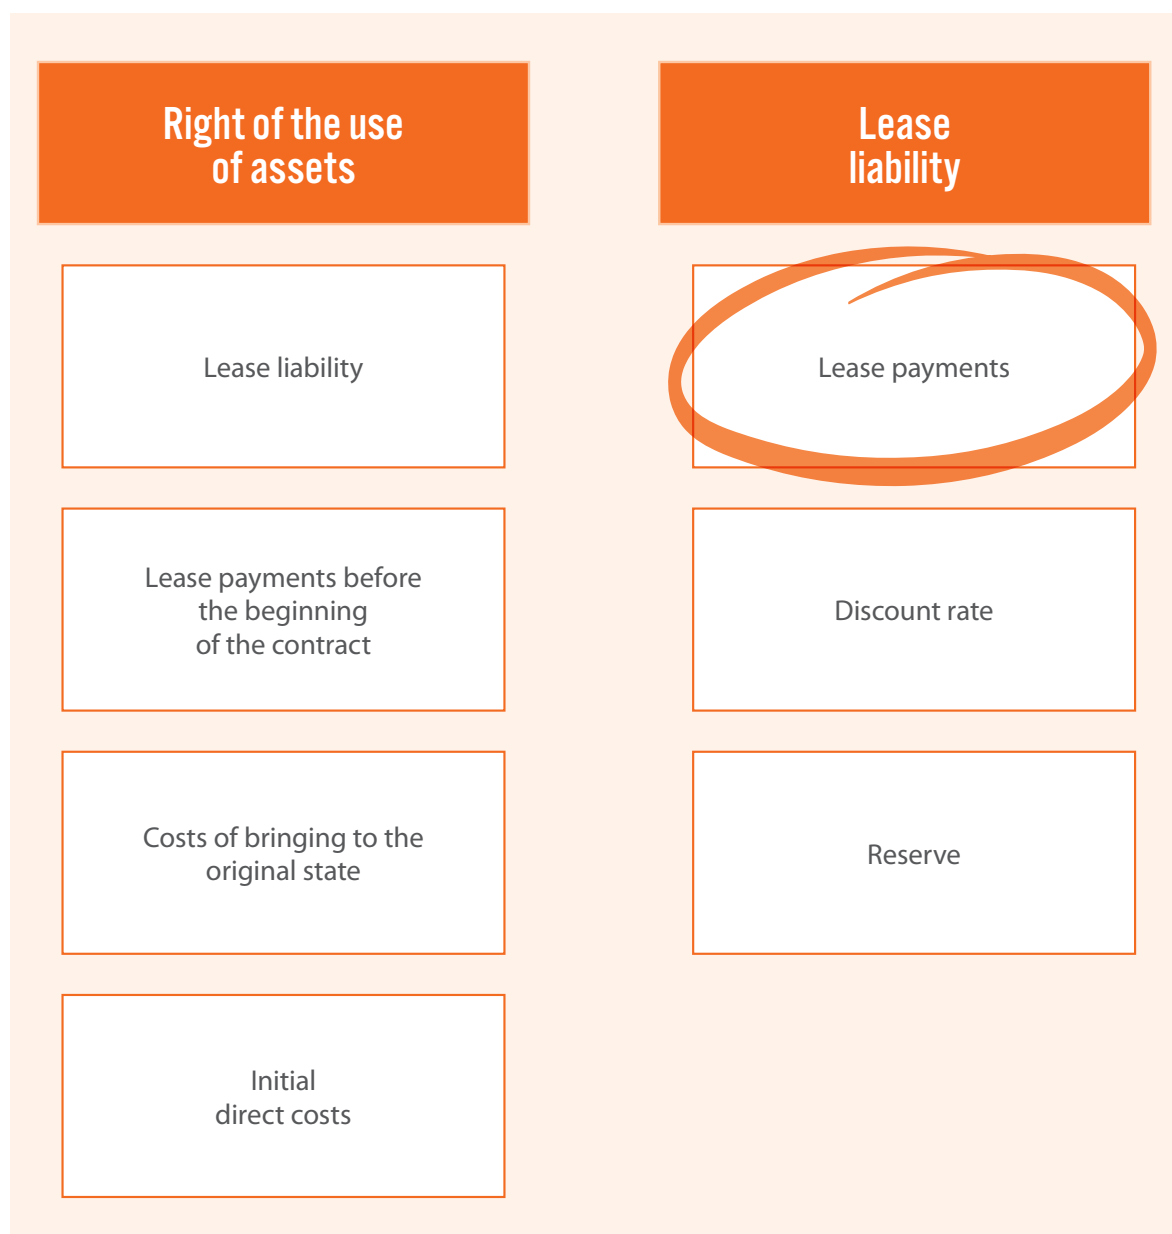 Right of the use
of assets
Lease liability
Lease payments before
the beginning
of the contract
Costs of bringing to the
original state
Initial
direct costs
Lease
liability
Lease payments
Discount rate
Reserve